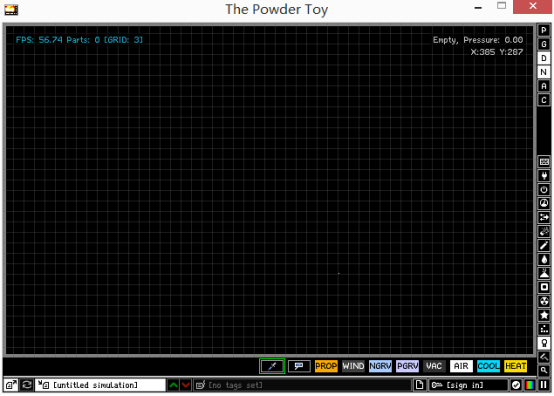 The Powder Toy
FPS: 56.74 Parts: 0 [GRID: 3]
Empty, Pressure: 0.00
X:385 Y:287
P
G
D
N
A
C
PROP WIND NGRV PGRV VAC AIR COOL HEAT
[untitled simulation] [no tags set] [sign in]